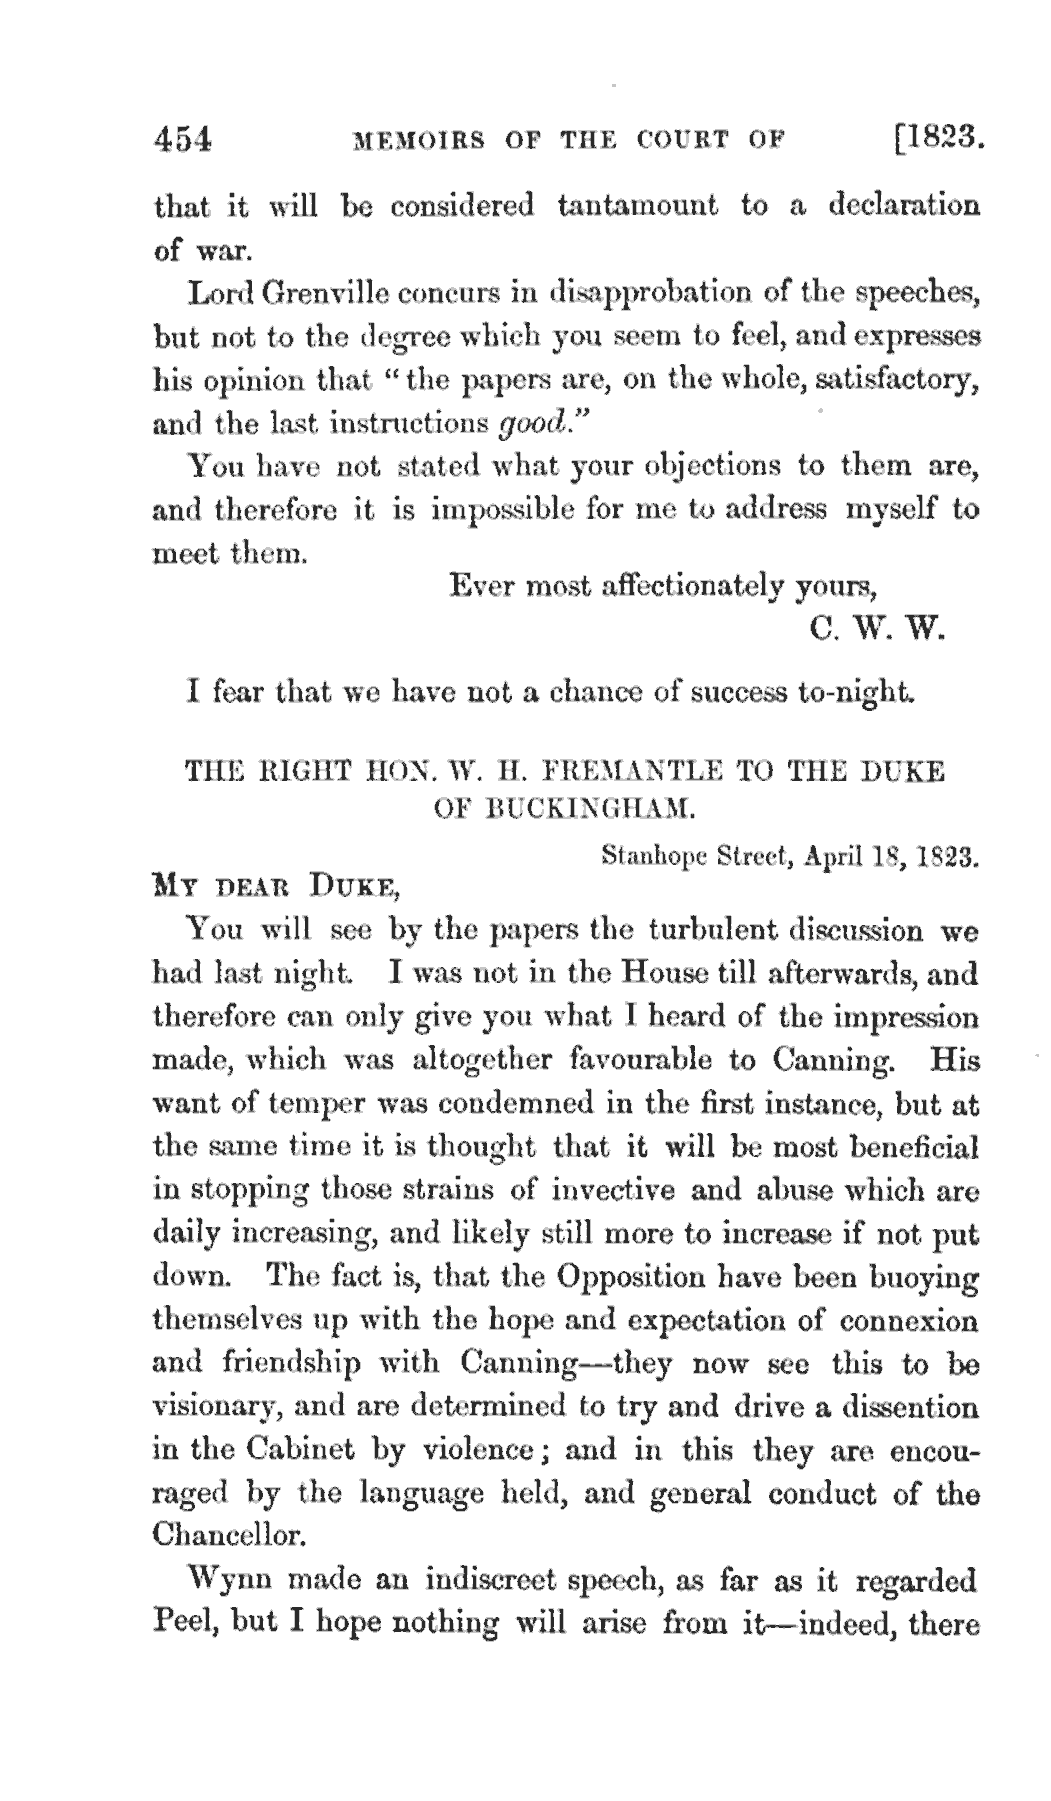 454 MEMOIRS OF THE COURT OF [1823.
that it will be considered tantamount to a declaration
of war.
Lord Grenville concurs in disapprobation of the speeches,
but not to the degree which you seem to feel, and expresses
his opinion that “the papers are, on the whole, satisfactory,
and the last instructions good.”
You have not stated what your objections to them are,
and therefore it is impossible for me to address myself to
meet them.
Ever most affectionately yours,
C. W. W.
I fear that we have not a chance of success to-night.
THE RIGHT HON. W. H. FREMANTLE TO THE DUKE
OF BUCKINGHAM.
Stanhope Street, April 18, 1823.
MY DEAR DUKE,
You will see by the papers the turbulent discussion we
had last night. I was not in the House till afterwards, and
therefore can only give you what I heard of the impression
made, which was altogether favourable to Canning. His
want of temper was condemned in the first instance, but at
the same time it is thought that it will be most beneficial
in stopping those strains of invective and abuse which are
daily increasing, and likely still more to increase if not put
down. The fact is, that the Opposition have been buoying
themselves up with the hope and expectation of connexion
and friendship with Canning—they now see this to be
visionary, and are determined to try and drive a dissention
in the Cabinet by violence; and in this they are encou-
raged by the language held, and general conduct of the
Chancellor.
Wynn made an indiscreet speech, as far as it regarded
Peel, but I hope nothing will arise from it—indeed, there